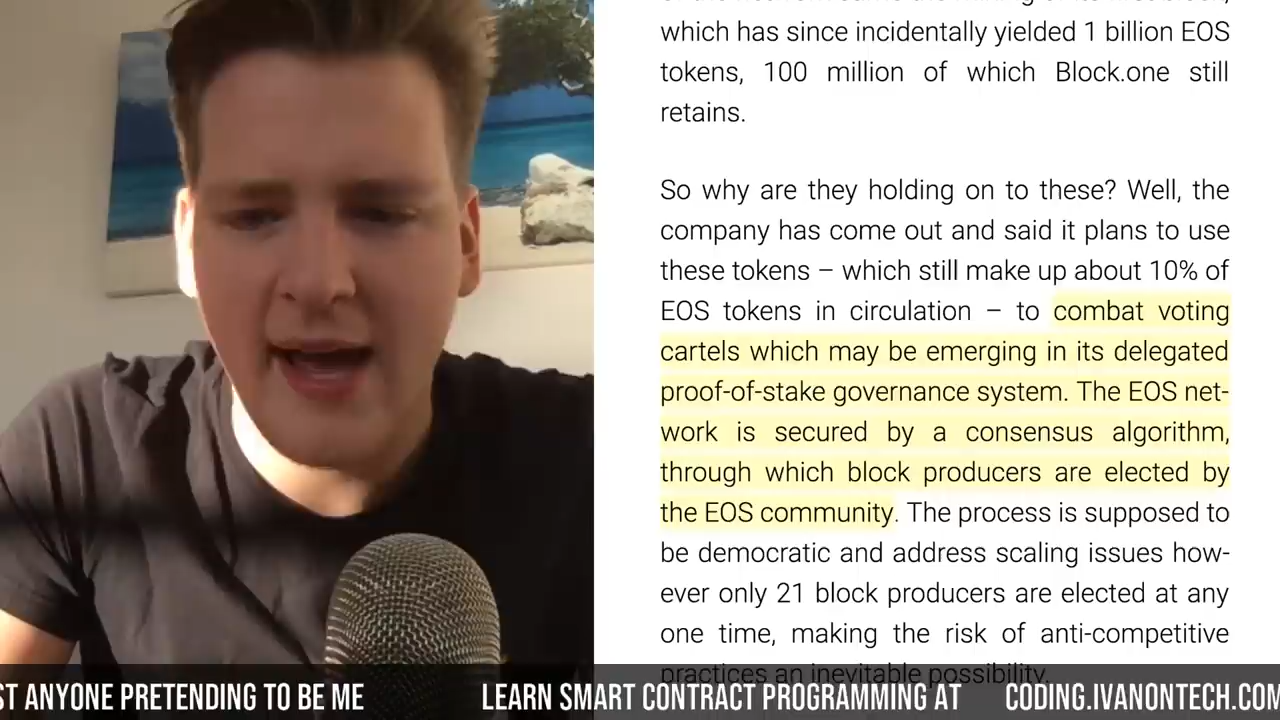 which has since incidentally yielded 1 billion EOS
tokens, 100 million of which Block.one still
retains.
So why are they holding on to these? Well, the
company has come out and said it plans to use
these tokens – which still make up about 10% of
EOS tokens in circulation – to combat voting
cartels which may be emerging in its delegated
proof-of-stake governance system. The EOS net-
work is secured by a consensus algorithm,
through which block producers are elected by
the EOS community. The process is supposed to
be democratic and address scaling issues how-
ever only 21 block producers are elected at any
one time, making the risk of anti-competitive
practices an inevitable possibility.
ST ANYONE PRETENDING TO BE ME LEARN SMART CONTRACT PROGRAMMING AT CODING.IVANONTECH.COM